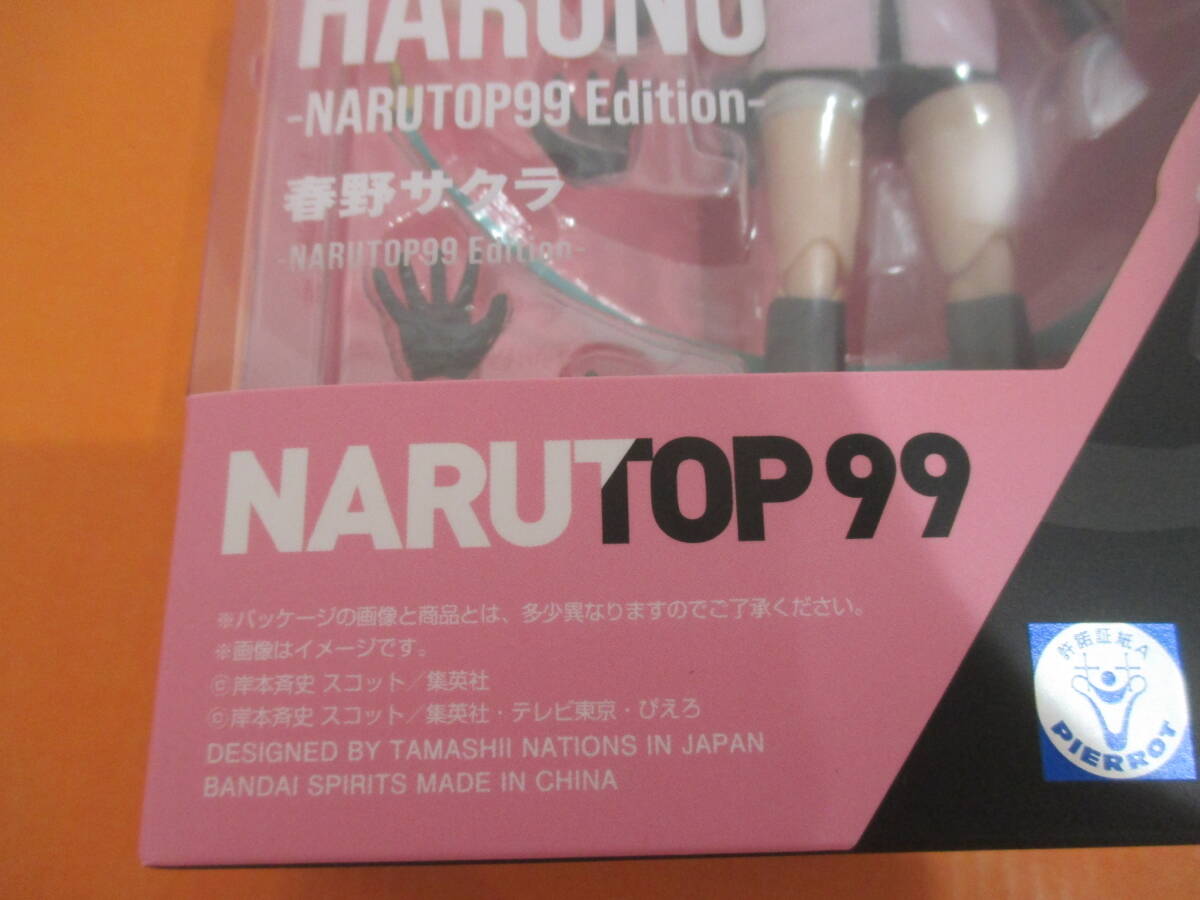 HARUNO
-NARUTOP99 Edition-
春野サクラ
-NARUTOP99 Edition-
NARUTOP99
※パッケージの画像と商品とは、多少異なりますのでご了承ください。
※画像はイメージです。
©岸本斉史 スコット／集英社
©岸本斉史 スコット／集英社・テレビ東京・ぴえろ
DESIGNED BY TAMASHII NATIONS IN JAPAN
BANDAI SPIRITS MADE IN CHINA
許諾証紙A
PIERROT